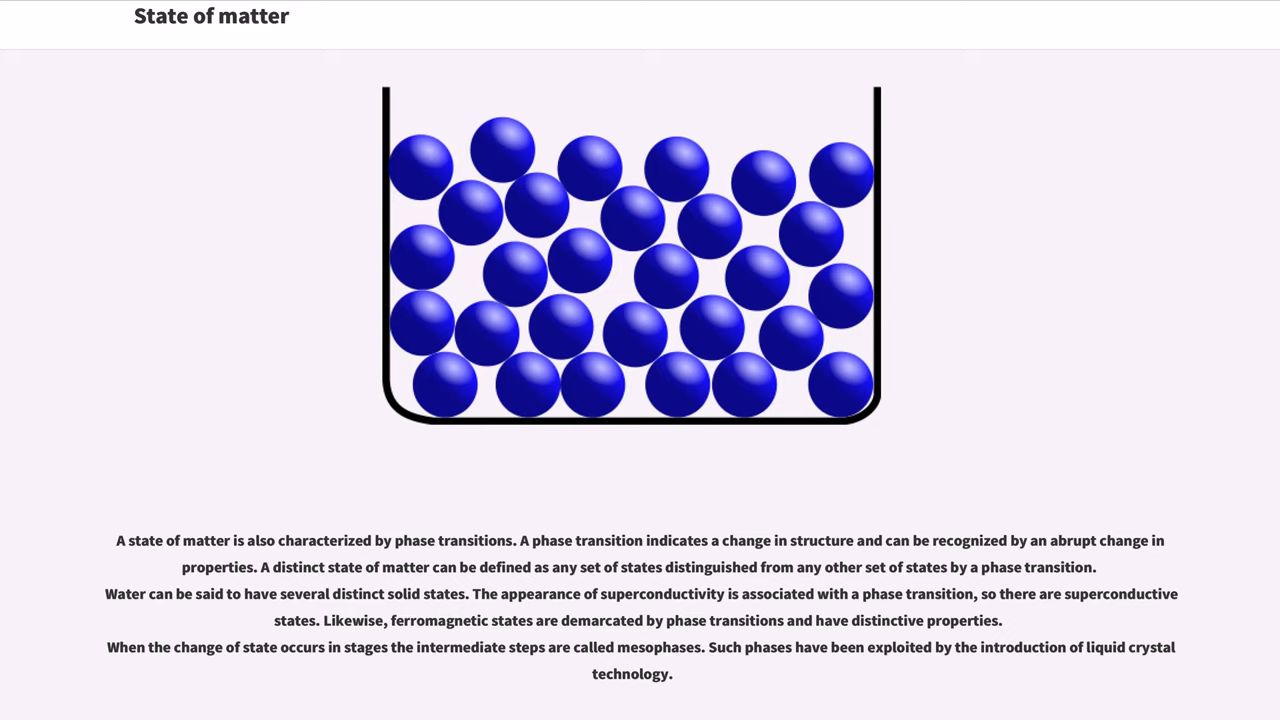 State of matter
A state of matter is also characterized by phase transitions. A phase transition indicates a change in structure and can be recognized by an abrupt change in
properties. A distinct state of matter can be defined as any set of states distinguished from any other set of states by a phase transition.
Water can be said to have several distinct solid states. The appearance of superconductivity is associated with a phase transition, so there are superconductive
states. Likewise, ferromagnetic states are demarcated by phase transitions and have distinctive properties.
When the change of state occurs in stages the intermediate steps are called mesophases. Such phases have been exploited by the introduction of liquid crystal
technology.